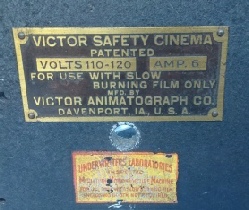 VICTOR SAFETY CINEMA
PATENTED
VOLTS 110-120 AMP. 6
FOR USE WITH SLOW
BURNING FILM ONLY
MFD. BY
VICTOR ANIMATOGRAPH CO.
DAVENPORT, IA, U.S.A.
UNDERWRITERS LABORATORIES
INSPECTED